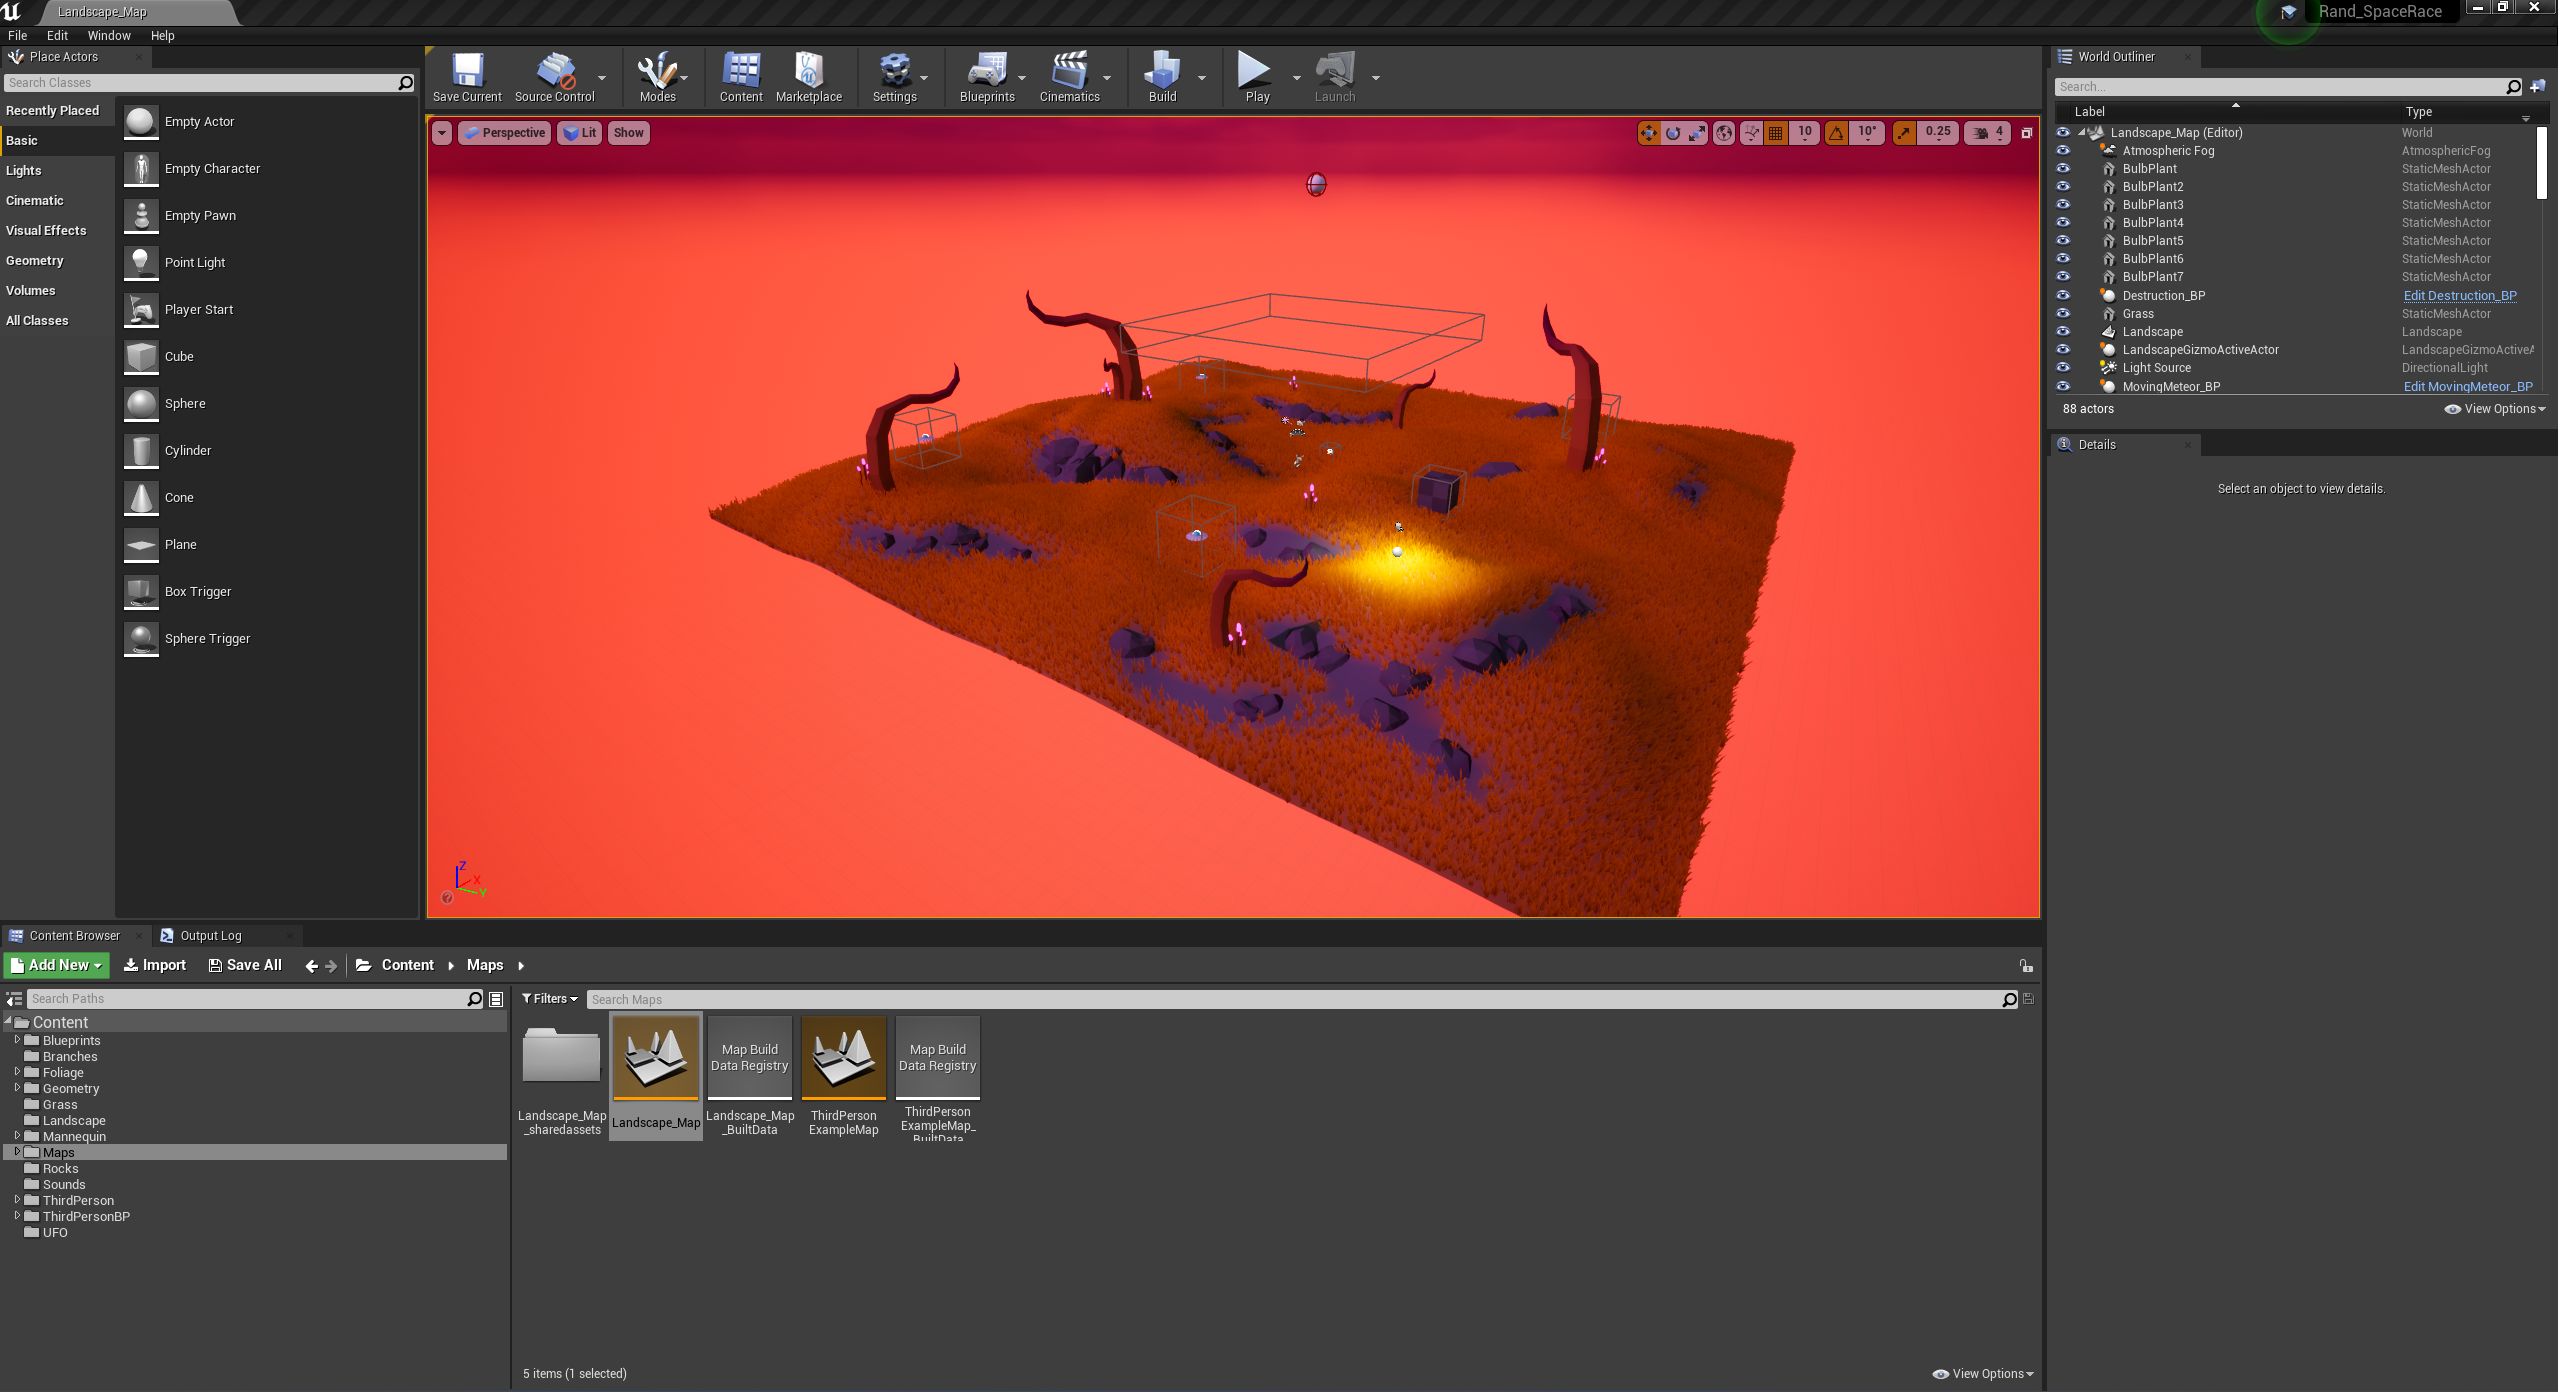 Landscape_Map
Rand_SpaceRace
File Edit Window Help
Place Actors
Search Classes
Recently Placed
Basic
Lights
Cinematic
Visual Effects
Geometry
Volumes
All Classes
Empty Actor
Empty Character
Empty Pawn
Point Light
Player Start
Cube
Sphere
Cylinder
Cone
Plane
Box Trigger
Sphere Trigger
Save Current Source Control Modes Content Marketplace Settings Blueprints Cinematics Build Play Launch
Perspective Lit Show
10 10° 0.25 4
Z
X
Y
World Outliner
Search...
Label Type
Landscape_Map (Editor) World
Atmospheric Fog AtmosphericFog
BulbPlant StaticMeshActor
BulbPlant2 StaticMeshActor
BulbPlant3 StaticMeshActor
BulbPlant4 StaticMeshActor
BulbPlant5 StaticMeshActor
BulbPlant6 StaticMeshActor
BulbPlant7 StaticMeshActor
Destruction_BP Edit Destruction_BP
Grass StaticMeshActor
Landscape Landscape
LandscapeGizmoActiveActor LandscapeGizmoActiveA
Light Source DirectionalLight
MovingMeteor_BP Edit MovingMeteor_BP
88 actors View Options
Details
Select an object to view details.
Content Browser Output Log
Add New Import Save All Content Maps
Search Paths
Content
Blueprints
Branches
Foliage
Geometry
Grass
Landscape
Mannequin
Maps
Rocks
Sounds
ThirdPerson
ThirdPersonBP
UFO
Filters Search Maps
Landscape_Map
_sharedassets
Landscape_Map
Map Build
Data Registry
Landscape_Map
_BuiltData
ThirdPerson
ExampleMap
Map Build
Data Registry
ThirdPerson
ExampleMap_
BuiltData
5 items (1 selected) View Options